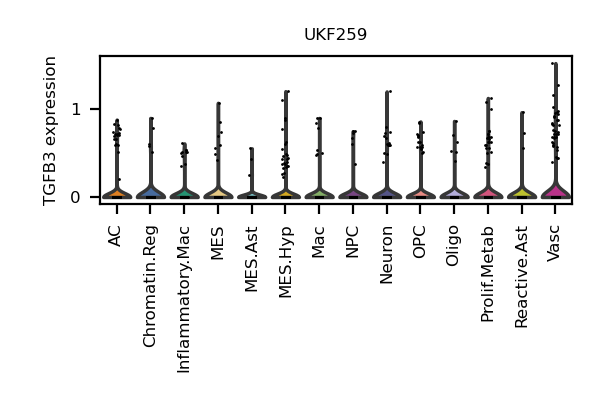 UKF259
TGFB3 expression
1
0
AC
Chromatin.Reg
Inflammatory.Mac
MES
MES.Ast
MES.Hyp
Mac
NPC
Neuron
OPC
Oligo
Prolif.Metab
Reactive.Ast
Vasc